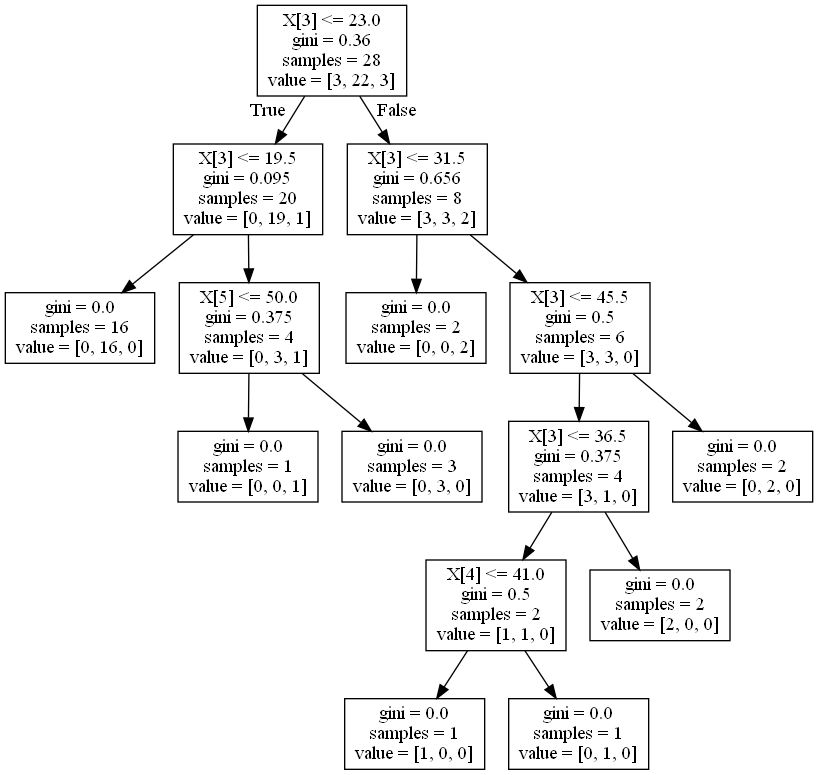 X[3] <= 23.0
gini = 0.36
samples = 28
value = [3, 22, 3]
True
False
X[3] <= 19.5
gini = 0.095
samples = 20
value = [0, 19, 1]
X[3] <= 31.5
gini = 0.656
samples = 8
value = [3, 3, 2]
gini = 0.0
samples = 16
value = [0, 16, 0]
X[5] <= 50.0
gini = 0.375
samples = 4
value = [0, 3, 1]
gini = 0.0
samples = 2
value = [0, 0, 2]
X[3] <= 45.5
gini = 0.5
samples = 6
value = [3, 3, 0]
gini = 0.0
samples = 1
value = [0, 0, 1]
gini = 0.0
samples = 3
value = [0, 3, 0]
X[3] <= 36.5
gini = 0.375
samples = 4
value = [3, 1, 0]
gini = 0.0
samples = 2
value = [0, 2, 0]
X[4] <= 41.0
gini = 0.5
samples = 2
value = [1, 1, 0]
gini = 0.0
samples = 2
value = [2, 0, 0]
gini = 0.0
samples = 1
value = [1, 0, 0]
gini = 0.0
samples = 1
value = [0, 1, 0]